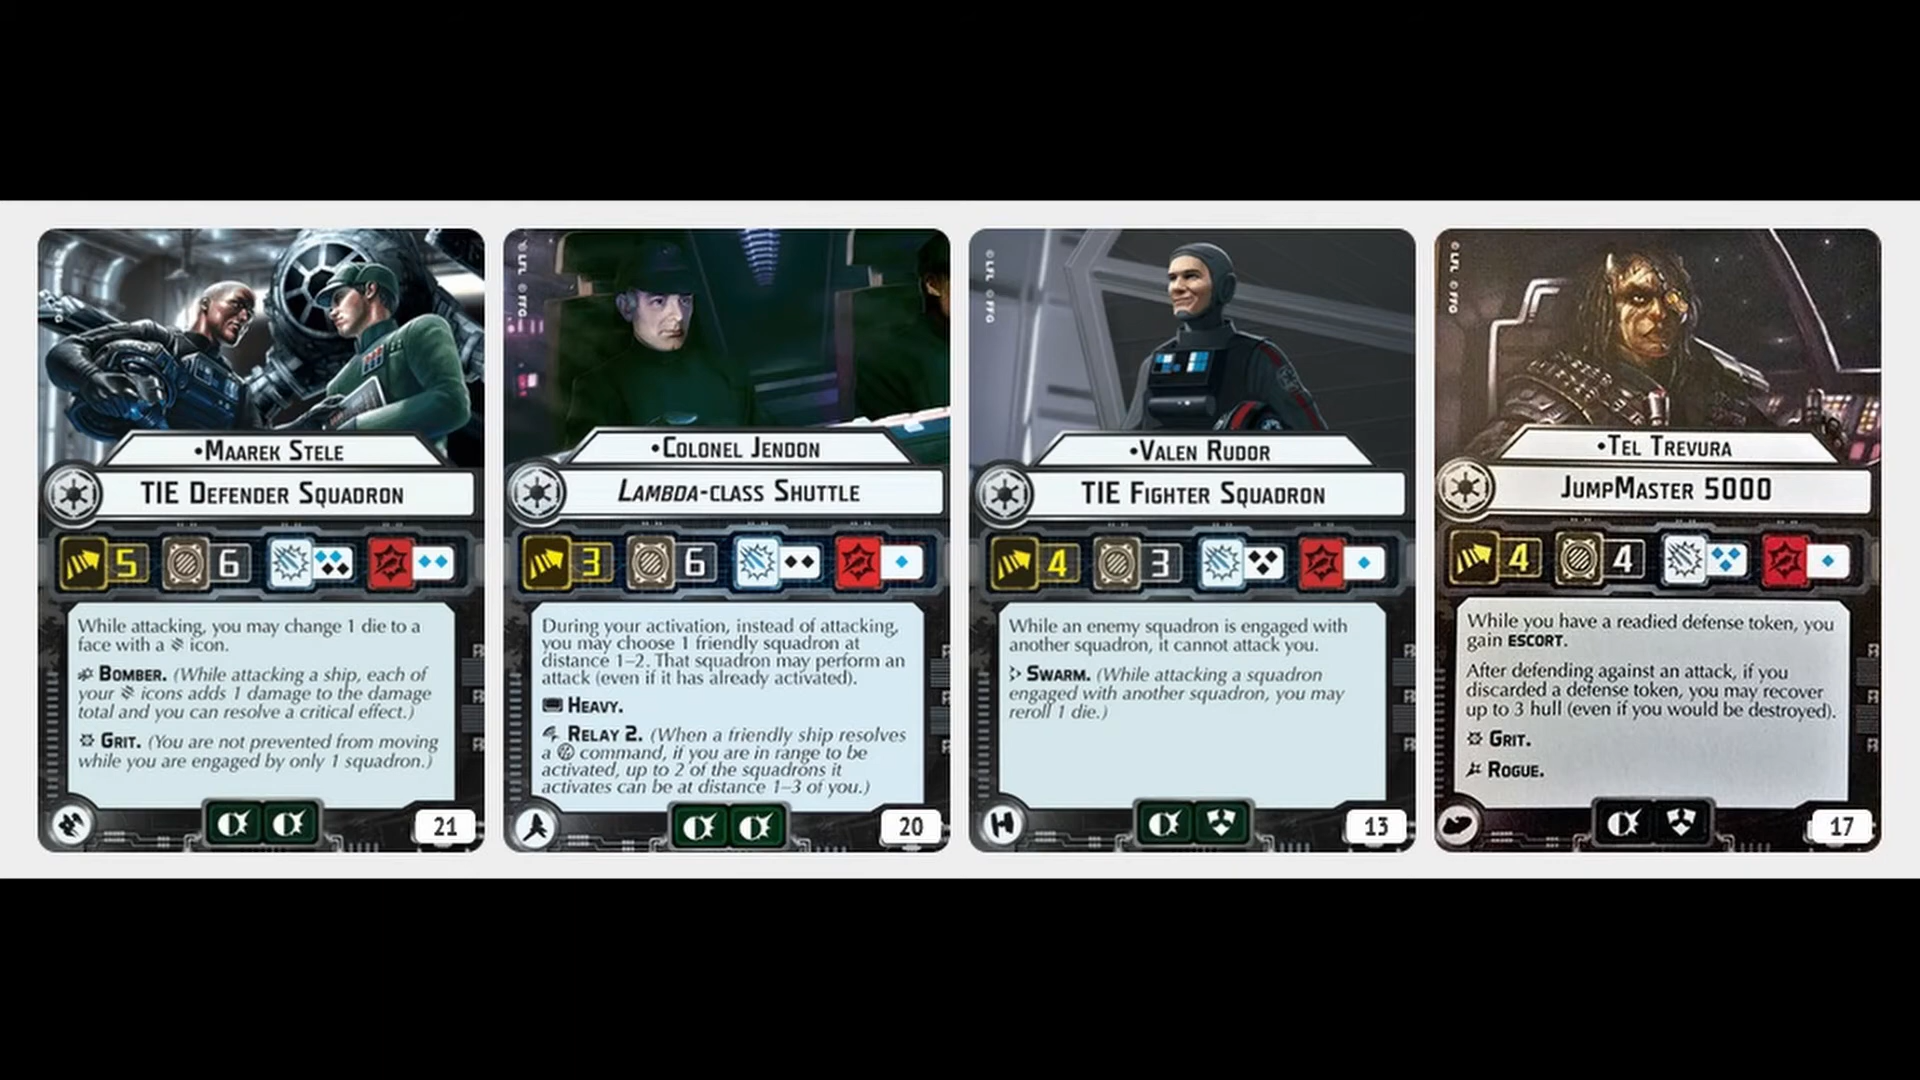 © LFL © FFG
•Maarek Stele
TIE Defender Squadron
5
6
While attacking, you may change 1 die to a
face with a icon.
Bomber. (While attacking a ship, each of
your icons adds 1 damage to the damage
total and you can resolve a critical effect.)
Grit. (You are not prevented from moving
while you are engaged by only 1 squadron.)
21
© LFL © FFG
•Colonel Jendon
Lambda-class Shuttle
3
6
During your activation, instead of attacking,
you may choose 1 friendly squadron at
distance 1–2. That squadron may perform an
attack (even if it has already activated).
Heavy.
Relay 2. (When a friendly ship resolves
a command, if you are in range to be
activated, up to 2 of the squadrons it
activates can be at distance 1–3 of you.)
20
© LFL © FFG
•Valen Rudor
TIE Fighter Squadron
4
3
While an enemy squadron is engaged with
another squadron, it cannot attack you.
Swarm. (While attacking a squadron
engaged with another squadron, you may
reroll 1 die.)
13
© LFL © FFG
•Tel Trevura
JumpMaster 5000
4
4
While you have a readied defense token, you
gain ESCORT.
After defending against an attack, if you
discarded a defense token, you may recover
up to 3 hull (even if you would be destroyed).
Grit.
Rogue.
17